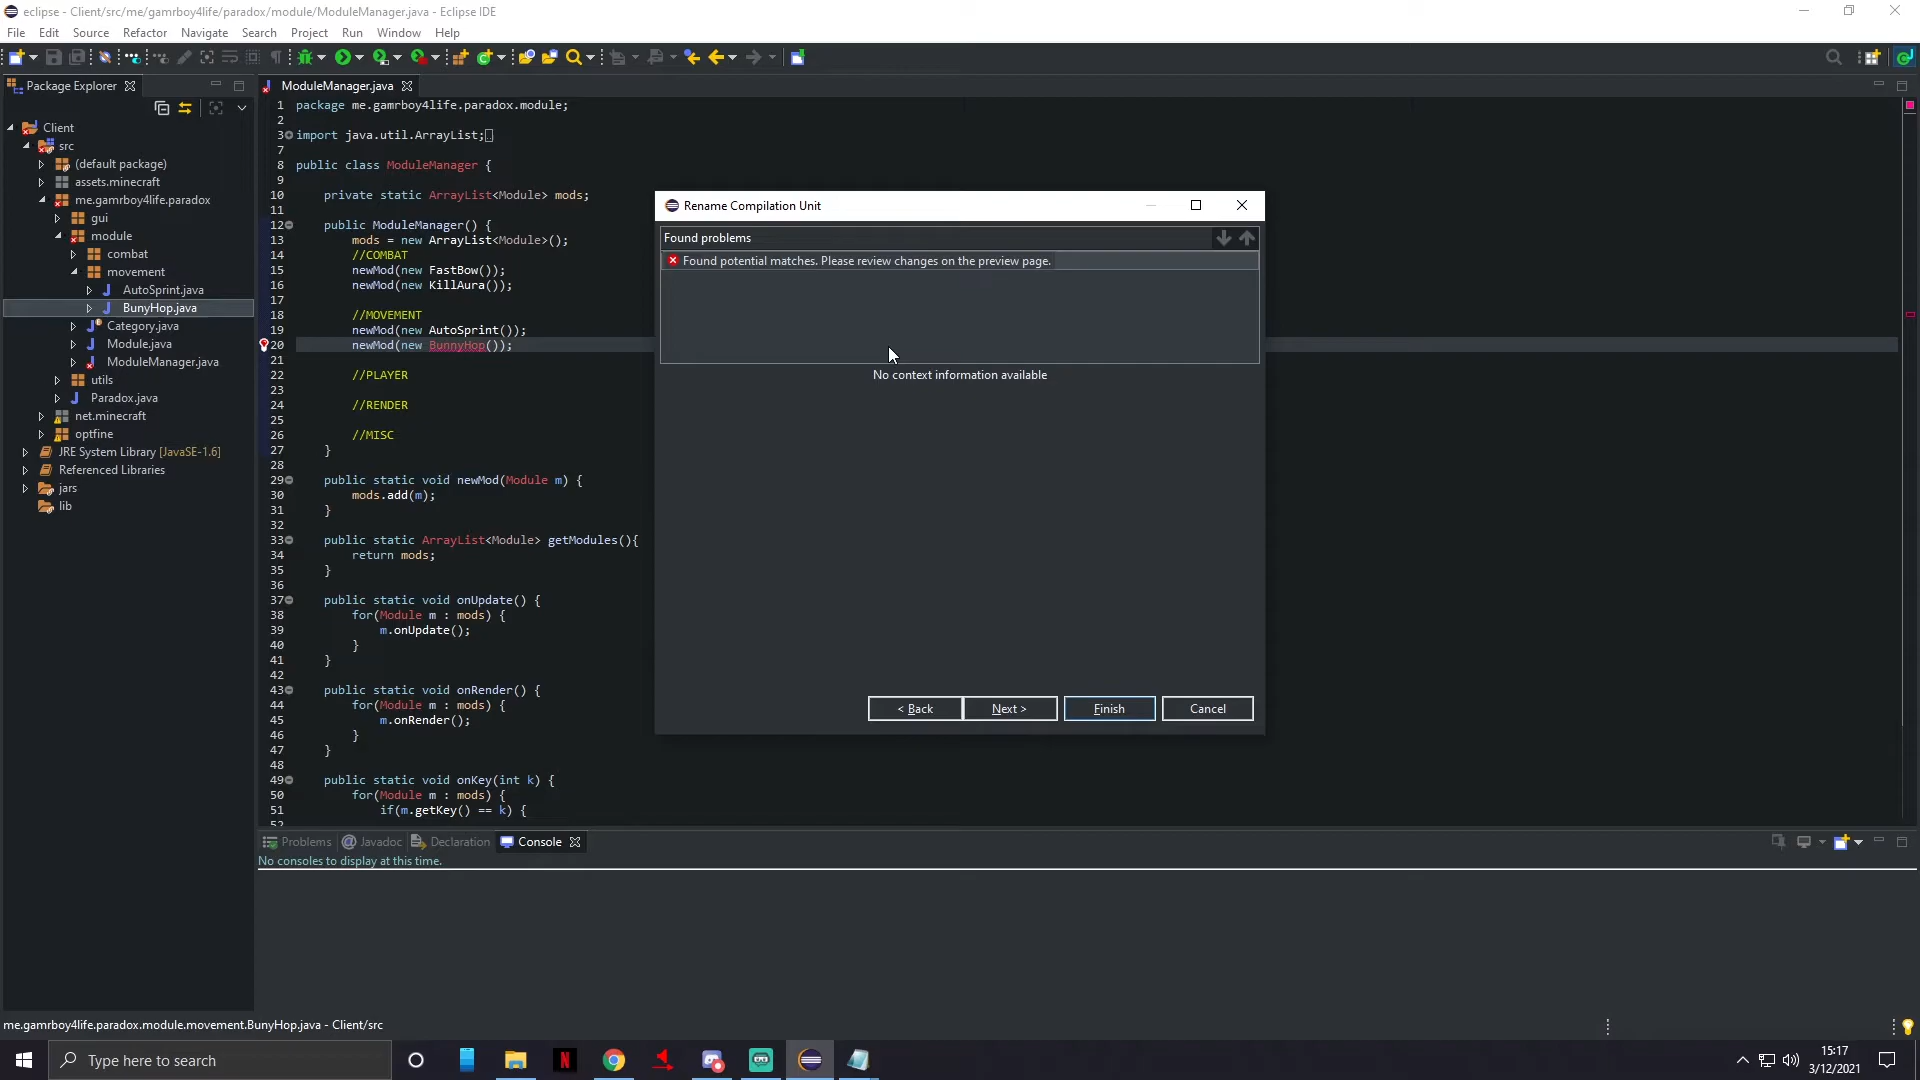 eclipse - Client/src/me/gamrboy4life/paradox/module/ModuleManager.java - Eclipse IDE
File Edit Source Refactor Navigate Search Project Run Window Help
Package Explorer
Client
src
(default package)
assets.minecraft
me.gamrboy4life.paradox
gui
module
combat
movement
AutoSprint.java
BunyHop.java
Category.java
Module.java
ModuleManager.java
utils
Paradox.java
net.minecraft
optfine
JRE System Library [JavaSE-1.6]
Referenced Libraries
jars
lib
ModuleManager.java
1 package me.gamrboy4life.paradox.module;
2
3 import java.util.ArrayList;
7
8 public class ModuleManager {
9
10 private static ArrayList<Module> mods;
11
12 public ModuleManager() {
13 mods = new ArrayList<Module>();
14 //COMBAT
15 newMod(new FastBow());
16 newMod(new KillAura());
17
18 //MOVEMENT
19 newMod(new AutoSprint());
20 newMod(new BunnyHop());
21
22 //PLAYER
23
24 //RENDER
25
26 //MISC
27 }
28
29 public static void newMod(Module m) {
30 mods.add(m);
31 }
32
33 public static ArrayList<Module> getModules(){
34 return mods;
35 }
36
37 public static void onUpdate() {
38 for(Module m : mods) {
39 m.onUpdate();
40 }
41 }
42
43 public static void onRender() {
44 for(Module m : mods) {
45 m.onRender();
46 }
47 }
48
49 public static void onKey(int k) {
50 for(Module m : mods) {
51 if(m.getKey() == k) {
52
Rename Compilation Unit
Found problems
Found potential matches. Please review changes on the preview page.
No context information available
< Back Next > Finish Cancel
Problems Javadoc Declaration Console
No consoles to display at this time.
me.gamrboy4life.paradox.module.movement.BunyHop.java - Client/src
Type here to search
15:17
3/12/2021